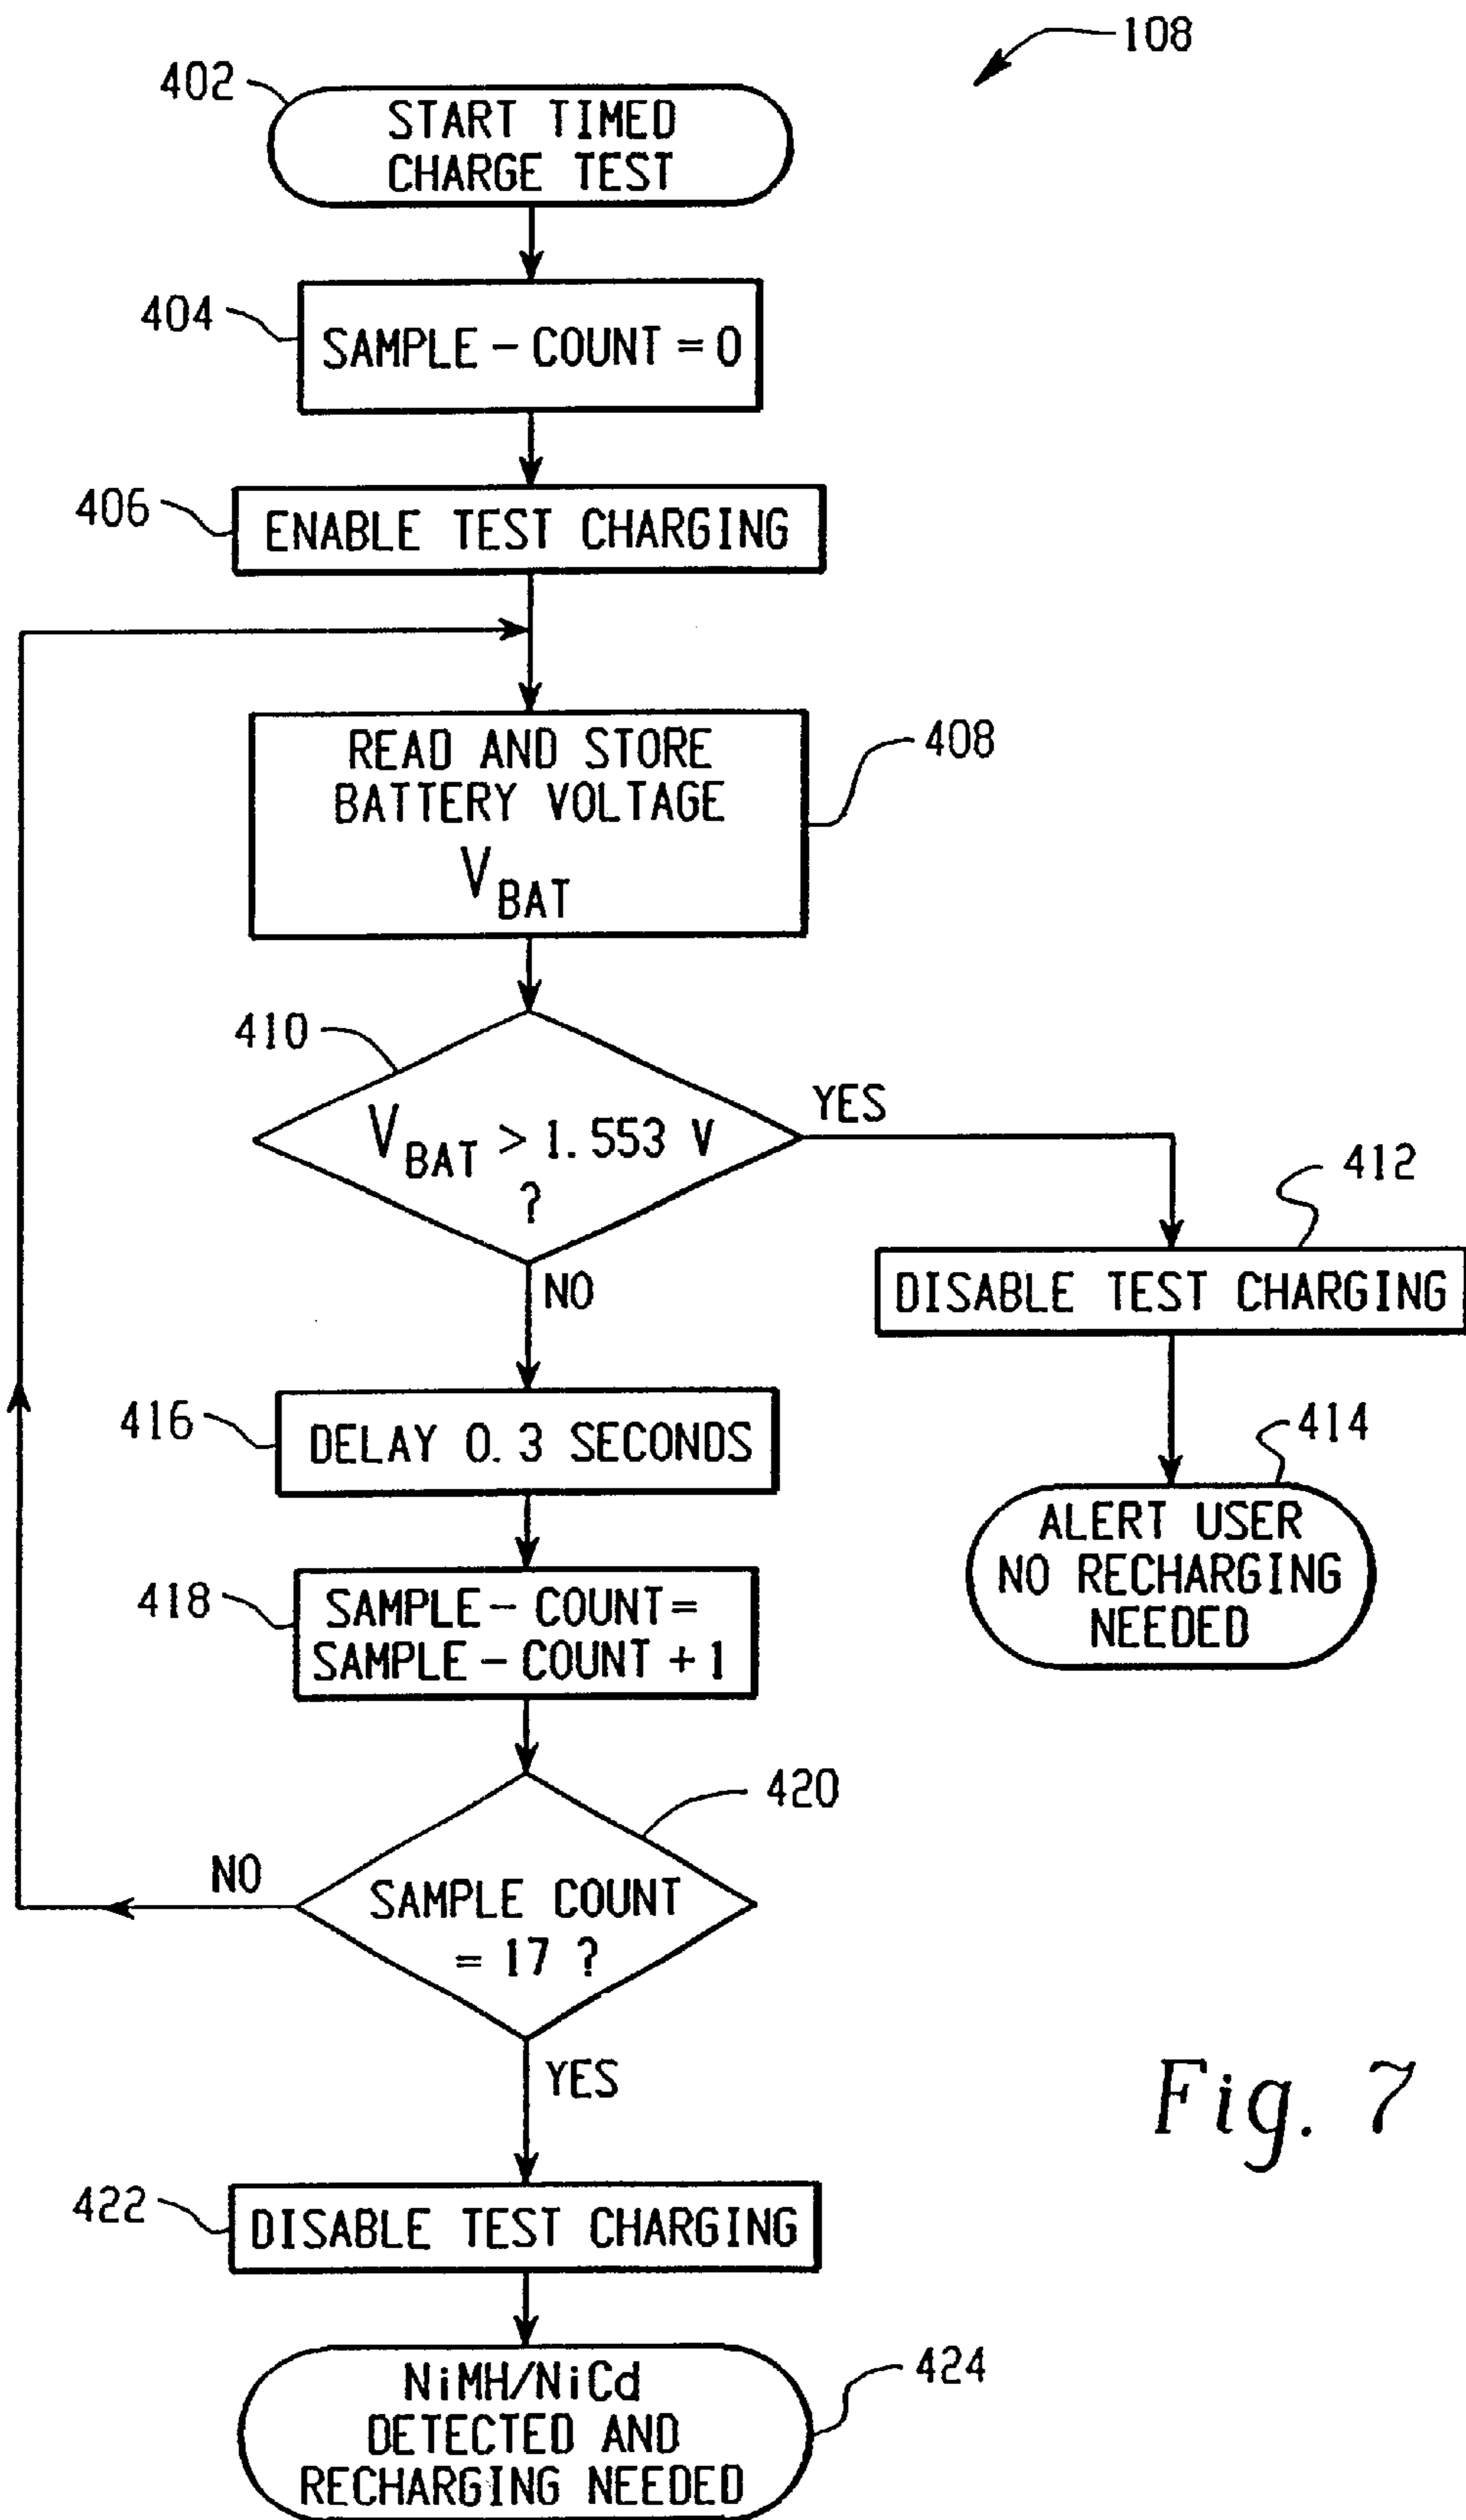 108
402
START TIMED
CHARGE TEST
404
SAMPLE - COUNT = 0
406
ENABLE TEST CHARGING
READ AND STORE
BATTERY VOLTAGE
VBAT
408
410
VBAT > 1.553 V
?
YES
NO
412
DISABLE TEST CHARGING
416
DELAY 0.3 SECONDS
414
ALERT USER
NO RECHARGING
NEEDED
418
SAMPLE - COUNT =
SAMPLE - COUNT + 1
420
NO
SAMPLE COUNT
= 17 ?
YES
Fig. 7
422
DISABLE TEST CHARGING
NiMH/NiCd
DETECTED AND
RECHARGING NEEDED
424